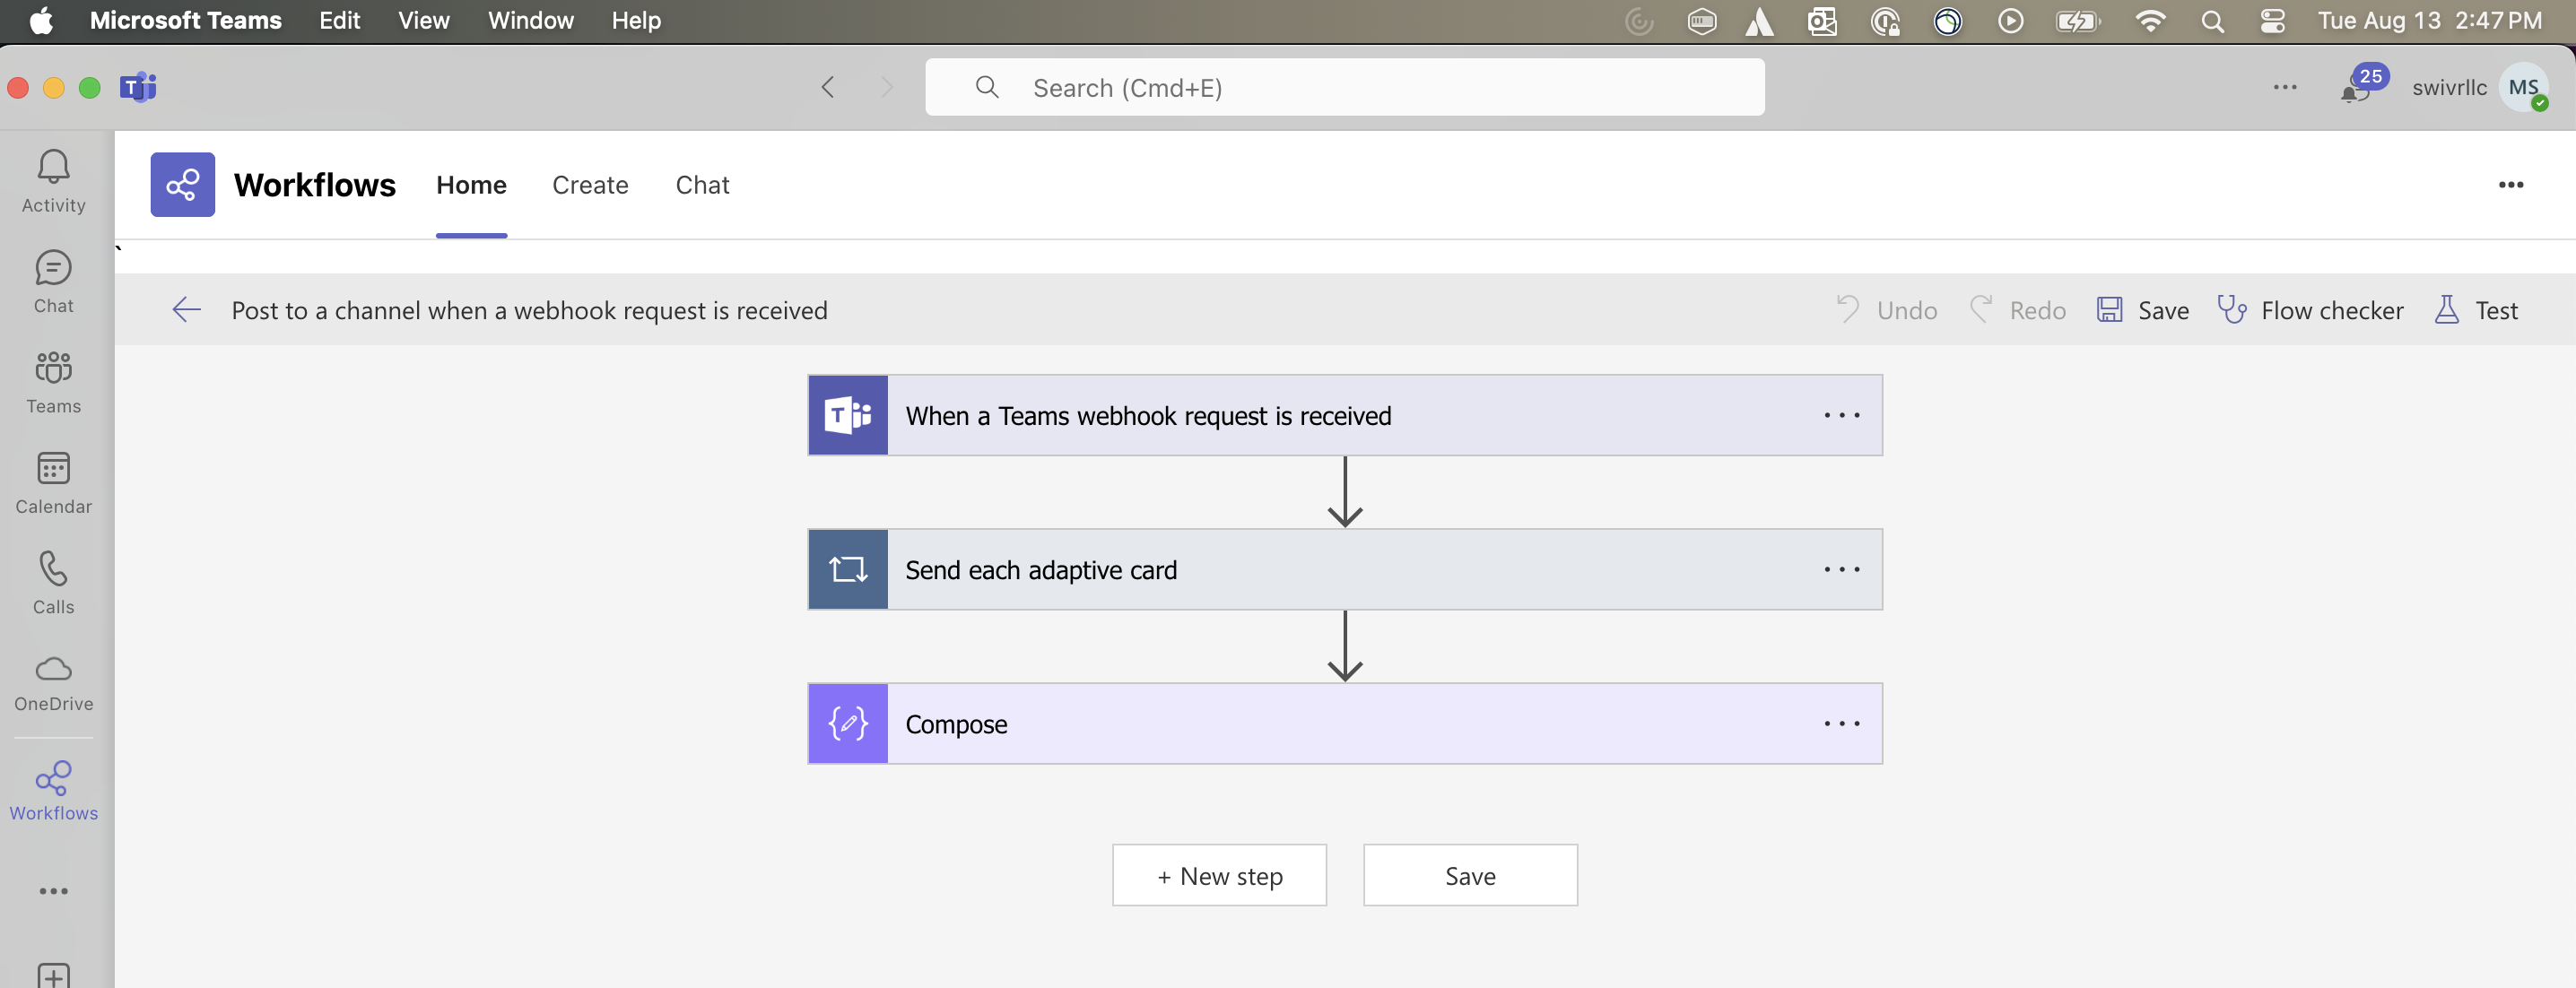 Microsoft Teams Edit View Window Help Tue Aug 13 2:47 PM
Search (Cmd+E) 25 swivrllc MS
Activity
Chat
Teams
Calendar
Calls
OneDrive
Workflows
Workflows Home Create Chat
`
Post to a channel when a webhook request is received Undo Redo Save Flow checker Test
When a Teams webhook request is received
Send each adaptive card
Compose
+ New step Save